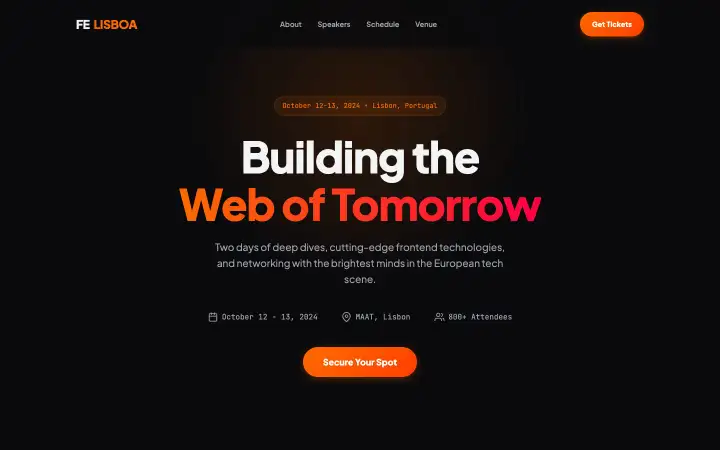 FE LISBOA
About
Speakers
Schedule
Venue
Get Tickets
October 12-13, 2024 • Lisbon, Portugal
Building the
Web of Tomorrow
Two days of deep dives, cutting-edge frontend technologies,
and networking with the brightest minds in the European tech
scene.
October 12 - 13, 2024
MAAT, Lisbon
800+ Attendees
Secure Your Spot